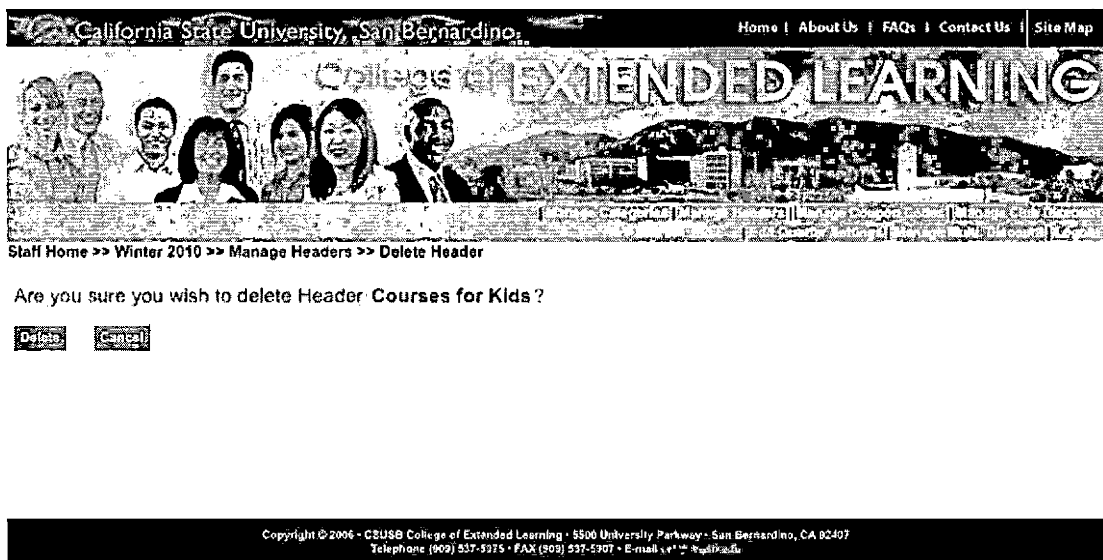 California State University, San Bernardino
Home | About Us | FAQs | Contact Us | Site Map
College of EXTENDED LEARNING
Staff Home >> Winter 2010 >> Manage Headers >> Delete Header
Are you sure you wish to delete Header Courses for Kids ?
Delete Cancel
Copyright © 2006 • CSUSB College of Extended Learning • 5500 University Parkway • San Bernardino, CA 92407
Telephone (909) 537-5975 • FAX (909) 537-5907 • E-mail